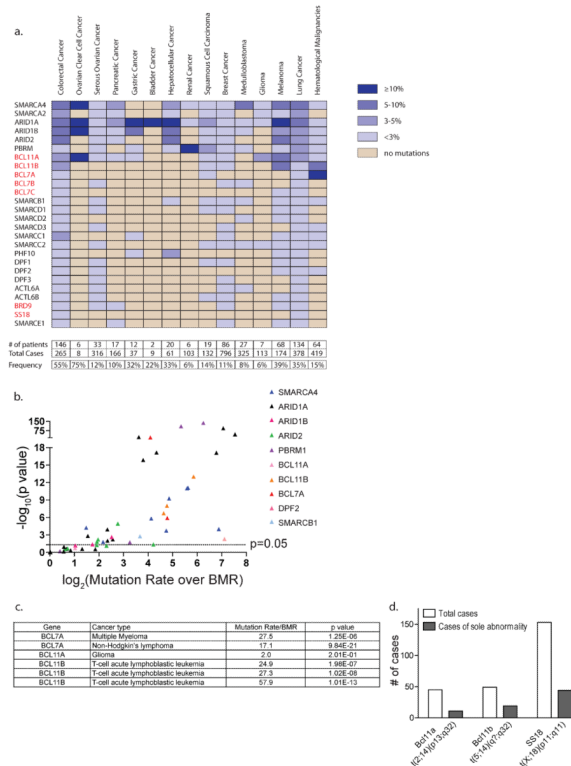 a.
Colorectal Cancer
Ovarian Clear Cell Cancer
Serous Ovarian Cancer
Pancreatic Cancer
Gastric Cancer
Bladder Cancer
Hepatocellular Cancer
Renal Cancer
Squamous Cell Carcinoma
Breast Cancer
Medulloblastoma
Glioma
Melanoma
Lung Cancer
Hematological Malignancies
SMARCA4
SMARCA2
ARID1A
ARID1B
ARID2
PBRM
BCL11A
BCL11B
BCL7A
BCL7B
BCL7C
SMARCB1
SMARCD1
SMARCD2
SMARCD3
SMARCC1
SMARCC2
PHF10
DPF1
DPF2
DPF3
ACTL6A
ACTL6B
BRD9
SS18
SMARCE1
≥10%
5-10%
3-5%
<3%
no mutations
# of patients 146 6 33 17 12 2 20 6 19 86 27 7 68 134 64
Total Cases 265 8 316 166 37 9 61 103 132 796 325 113 174 378 419
Frequency 55% 75% 12% 10% 32% 22% 33% 6% 14% 11% 8% 6% 39% 35% 15%
b.
-log10(p value)
150
75
18
15
12
9
6
3
0
0 1 2 3 4 5 6 7 8
log2(Mutation Rate over BMR)
p=0.05
SMARCA4
ARID1A
ARID1B
ARID2
PBRM1
BCL11A
BCL11B
BCL7A
DPF2
SMARCB1
c.
Gene Cancer type Mutation Rate/BMR p value
BCL7A Multiple Myeloma 27.5 1.25E-06
BCL7A Non-Hodgkin's lymphoma 17.1 9.84E-21
BCL11A Glioma 2.0 2.01E-01
BCL11B T-cell acute lymphoblastic leukemia 24.9 1.98E-07
BCL11B T-cell acute lymphoblastic leukemia 27.3 1.02E-08
BCL11B T-cell acute lymphoblastic leukemia 57.9 1.01E-13
d.
Total cases
Cases of sole abnormality
# of cases
150
100
50
0
Bcl11a
t(2;14)(p13;q32)
Bcl11b
t(5;14)(q?;q32)
SS18
t(X;18)(p11;q11)